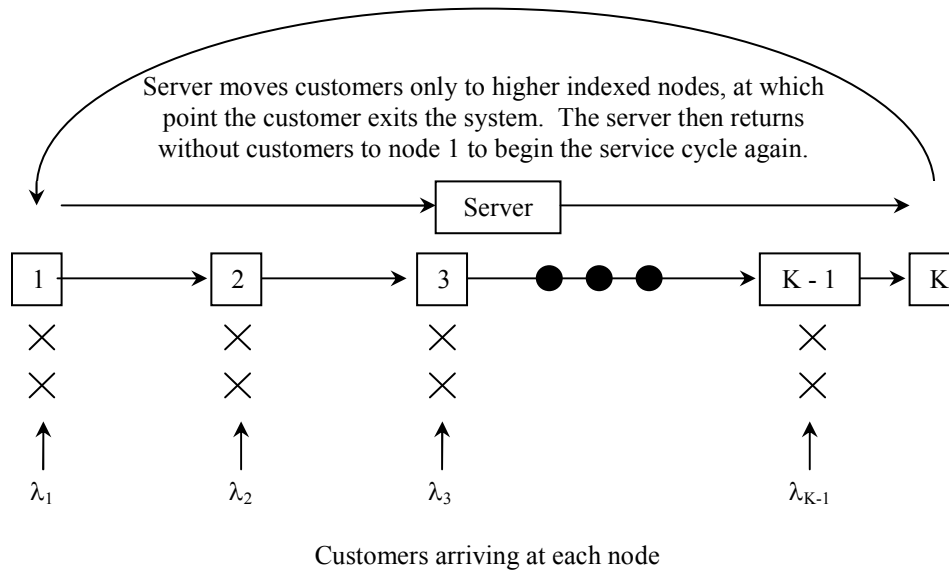 Server moves customers only to higher indexed nodes, at which
point the customer exits the system. The server then returns
without customers to node 1 to begin the service cycle again.
Server
1 2 3 K - 1 K
λ₁ λ₂ λ₃ λK-1
Customers arriving at each node